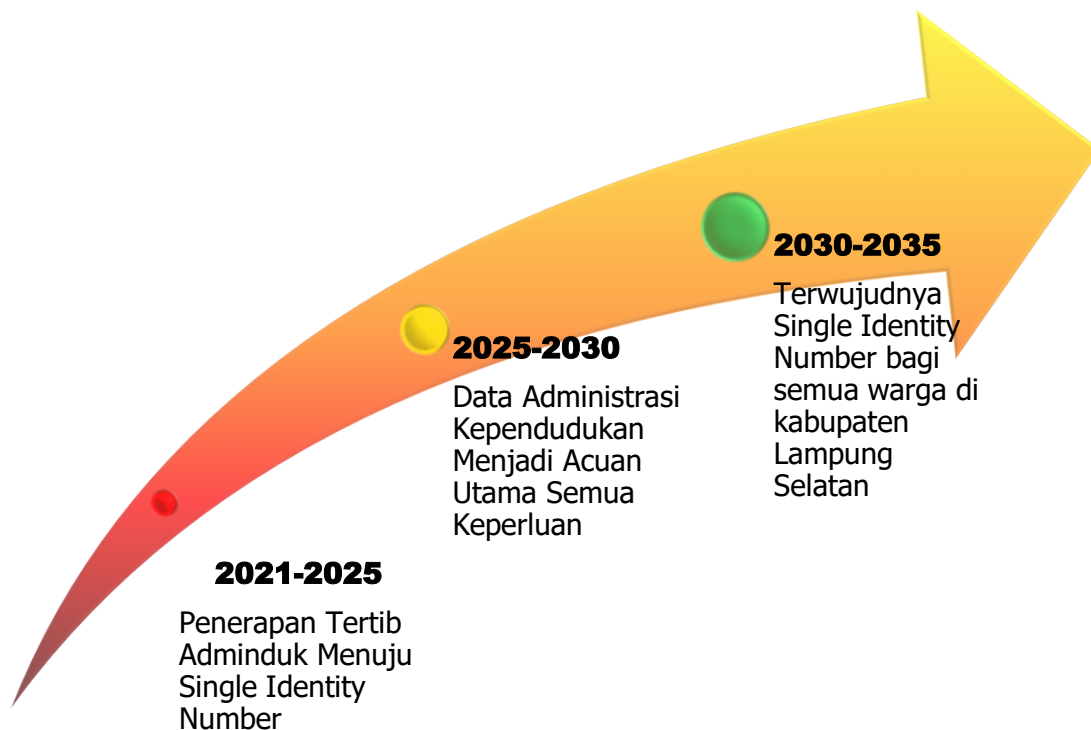 2030-2035
Terwujudnya
Single Identity
Number bagi
semua warga di
kabupaten
Lampung
Selatan
2025-2030
Data Administrasi
Kependudukan
Menjadi Acuan
Utama Semua
Keperluan
2021-2025
Penerapan Tertib
Adminduk Menuju
Single Identity
Number